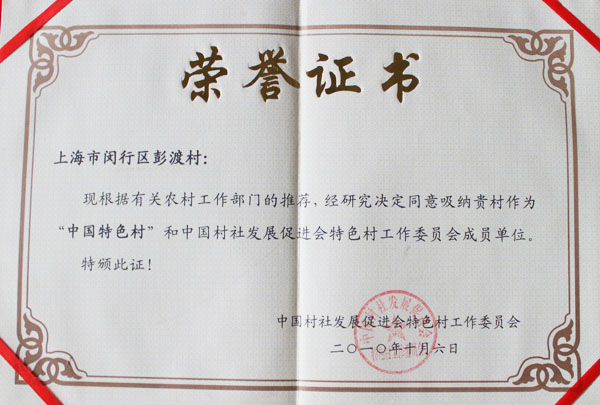 荣誉证书
上海市闵行区彭渡村：
现根据有关农村工作部门的推荐，经研究决定同意吸纳贵村作为
“中国特色村”和中国村社发展促进会特色村工作委员会成员单位。
特颁此证！
中国村社发展促进会特色村工作委员会
二〇一〇年十月六日